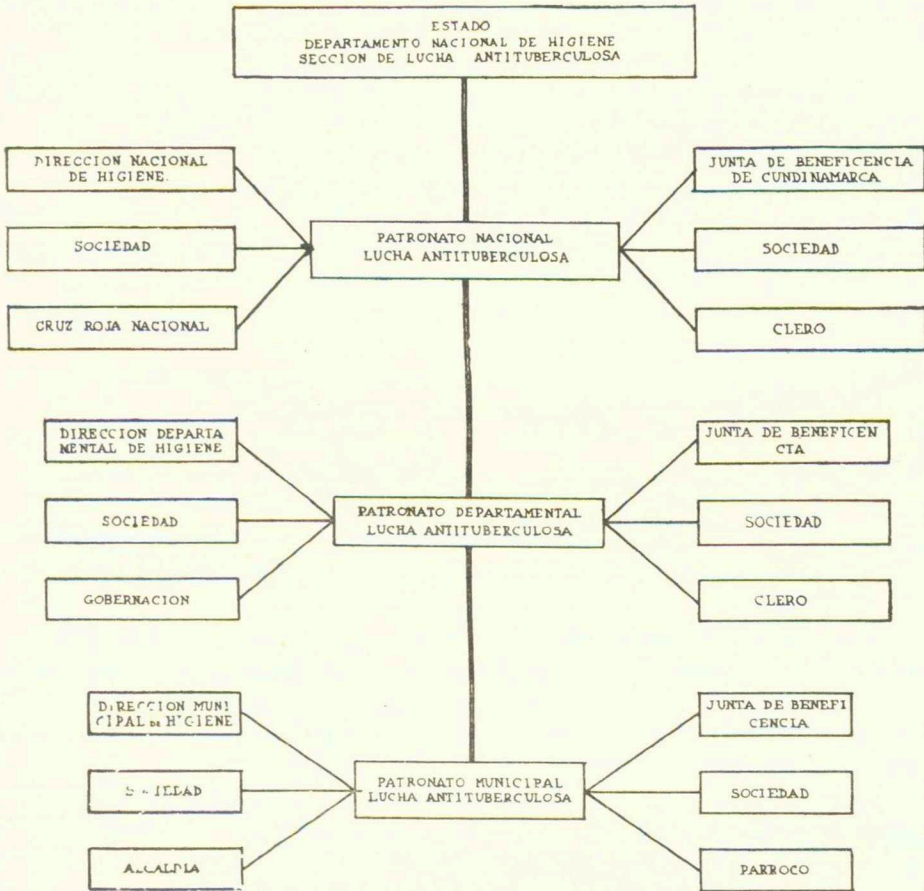 ESTADO
DEPARTAMENTO NACIONAL DE HIGIENE
SECCION DE LUCHA ANTITUBERCULOSA
DIRECCION NACIONAL
DE HIGIENE.
SOCIEDAD
CRUZ ROJA NACIONAL
PATRONATO NACIONAL
LUCHA ANTITUBERCULOSA
JUNTA DE BENEFICENCIA
DE CUNDINAMARCA
SOCIEDAD
CLERO
DIRECCION DEPARTA
MENTAL DE HIGIENE
SOCIEDAD
GOBERNACION
PATRONATO DEPARTAMENTAL
LUCHA ANTITUBERCULOSA
JUNTA DE BENEFICEN
CTA
SOCIEDAD
CLERO
DIRECCION MUNI
CIPAL DE HIGIENE
SOCIEDAD
ALCALDIA
PATRONATO MUNICIPAL
LUCHA ANTITUBERCULOSA
JUNTA DE BENEFI
CENCIA
SOCIEDAD
PARROCO